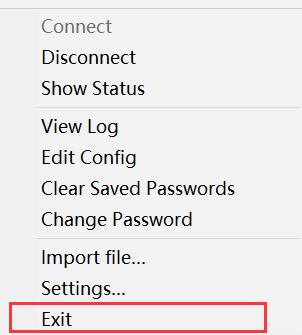 Connect
Disconnect
Show Status
View Log
Edit Config
Clear Saved Passwords
Change Password
Import file...
Settings...
Exit